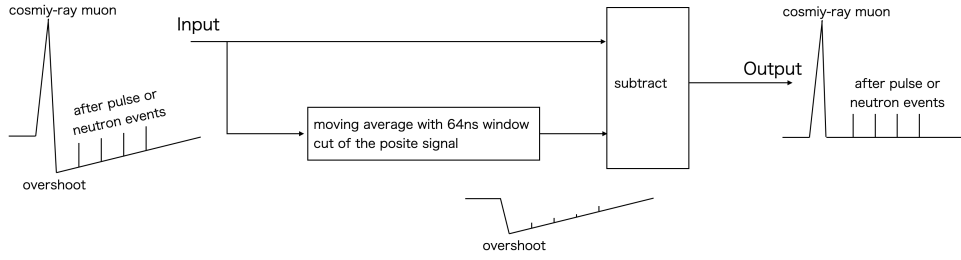 cosmiy-ray muon
Input
cosmiy-ray muon
after pulse or
neutron events
subtract
Output
after pulse or
neutron events
moving average with 64ns window
cut of the posite signal
overshoot
overshoot